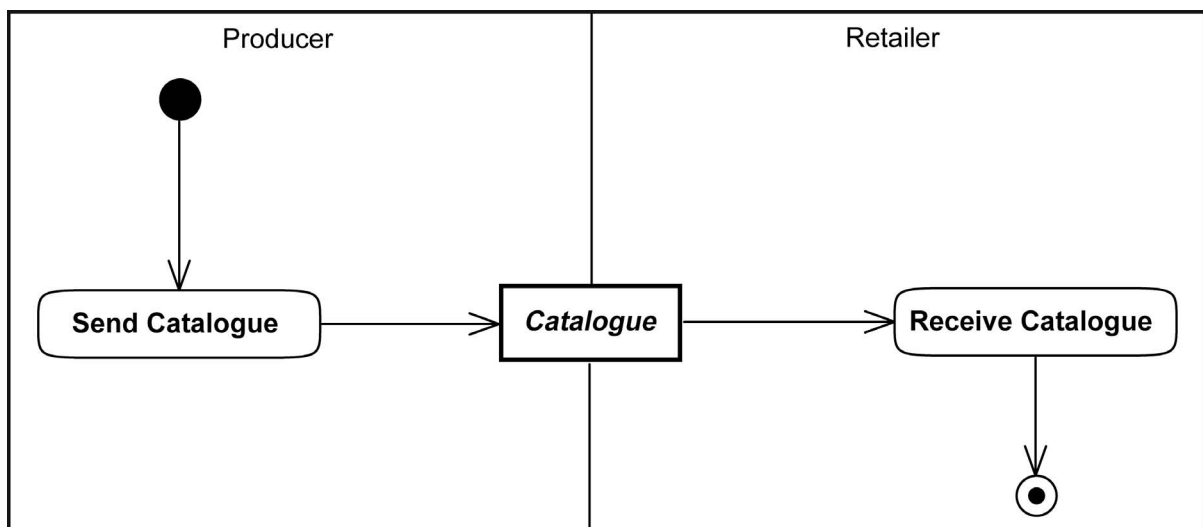 Producer
Retailer
Send Catalogue
Catalogue
Receive Catalogue